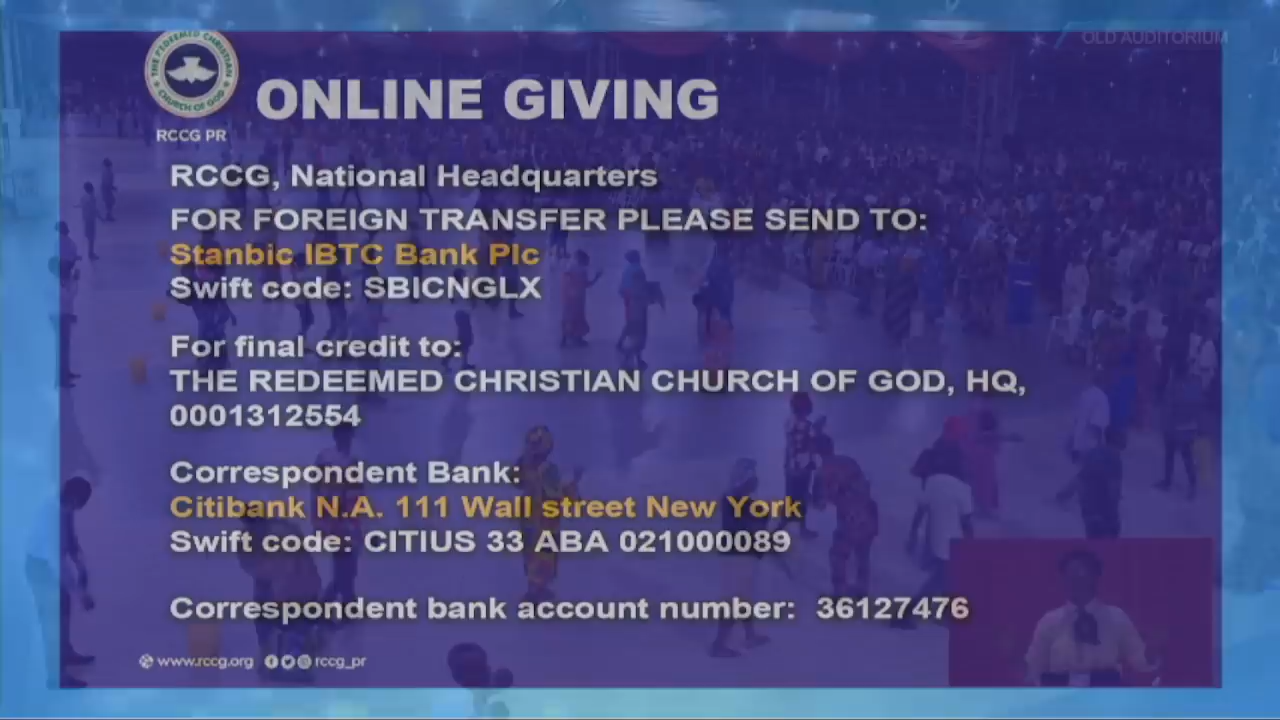 OLD AUDITORIUM
THE REDEEMED CHRISTIAN
CHURCH OF GOD
RCCG PR
ONLINE GIVING
RCCG, National Headquarters
FOR FOREIGN TRANSFER PLEASE SEND TO:
Stanbic IBTC Bank Plc
Swift code: SBICNGLX
For final credit to:
THE REDEEMED CHRISTIAN CHURCH OF GOD, HQ,
0001312554
Correspondent Bank:
Citibank N.A. 111 Wall street New York
Swift code: CITIUS 33 ABA 021000089
Correspondent bank account number: 36127476
www.rccg.org rccg_pr